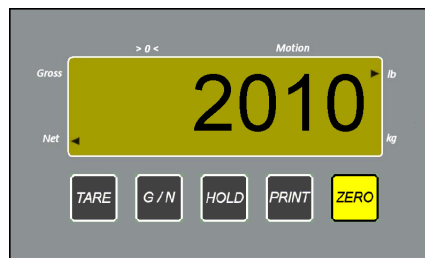 > 0 < Motion
Gross lb
2010
Net kg
TARE G / N HOLD PRINT ZERO